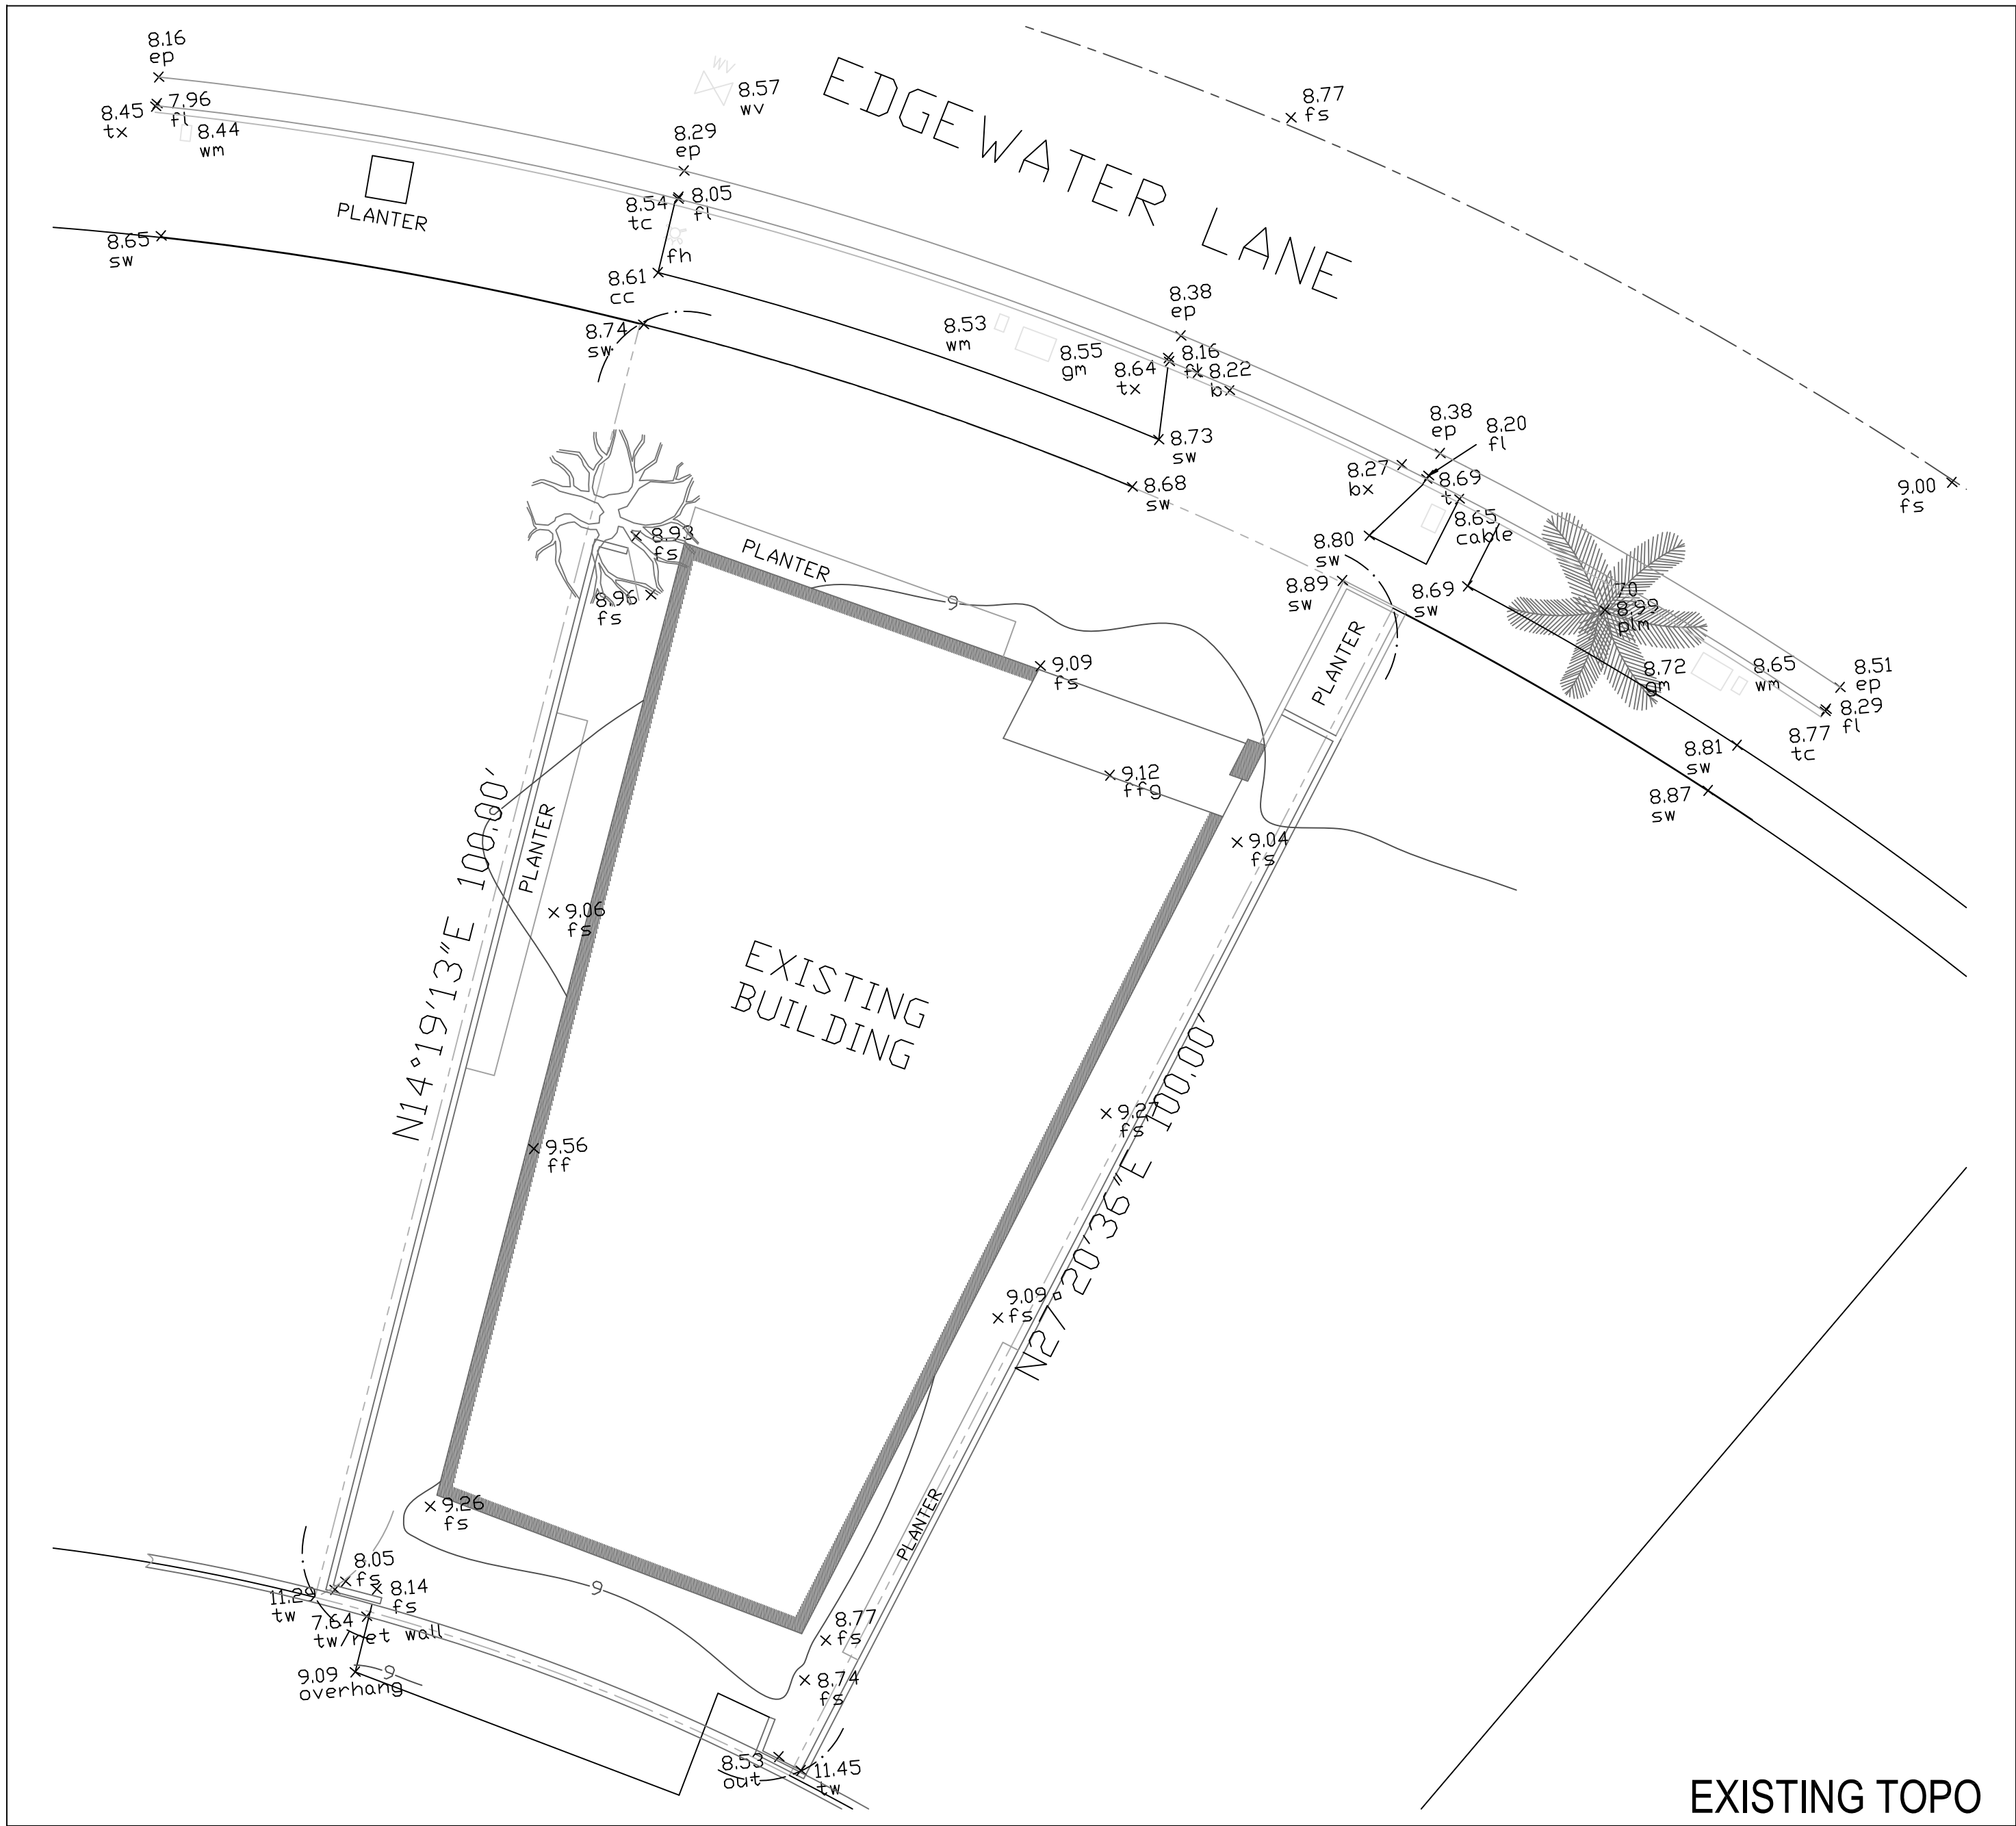 8.16
ep
8.45
tx
7.96
fl
8.44
wm
WV
8.57
wv
EDGEWATER LANE
8.77
fs
8.29
ep
PLANTER
8.54
tc
8.05
fl
8.65
sw
fh
8.61
cc
8.74
sw
8.53
wm
8.55
gm
8.38
ep
8.64
tx
8.16
fl
8.22
bx
8.73
sw
8.68
sw
8.38
ep
8.20
fl
8.27
bx
8.69
tx
8.65
cable
9.00
fs
8.80
sw
8.89
sw
8.69
sw
70
8.99
plm
8.72
gm
8.65
wm
8.51
ep
8.29
fl
8.77
tc
8.81
sw
8.87
sw
8.93
fs
8.96
fs
PLANTER
9
9.09
fs
PLANTER
9.12
ffg
9.04
fs
N14°19'13"E 100.00'
9
PLANTER
9.06
fs
EXISTING
BUILDING
9.56
ff
9.27
fs
N27°20'36"E 100.00'
9.09
fs
9.26
fs
PLANTER
8.05
fs
8.14
fs
11.29
tw
7.64
tw/ret wall
9
9.09
overhang
9
8.77
fs
8.74
fs
8.53
out
11.45
tw
EXISTING TOPO